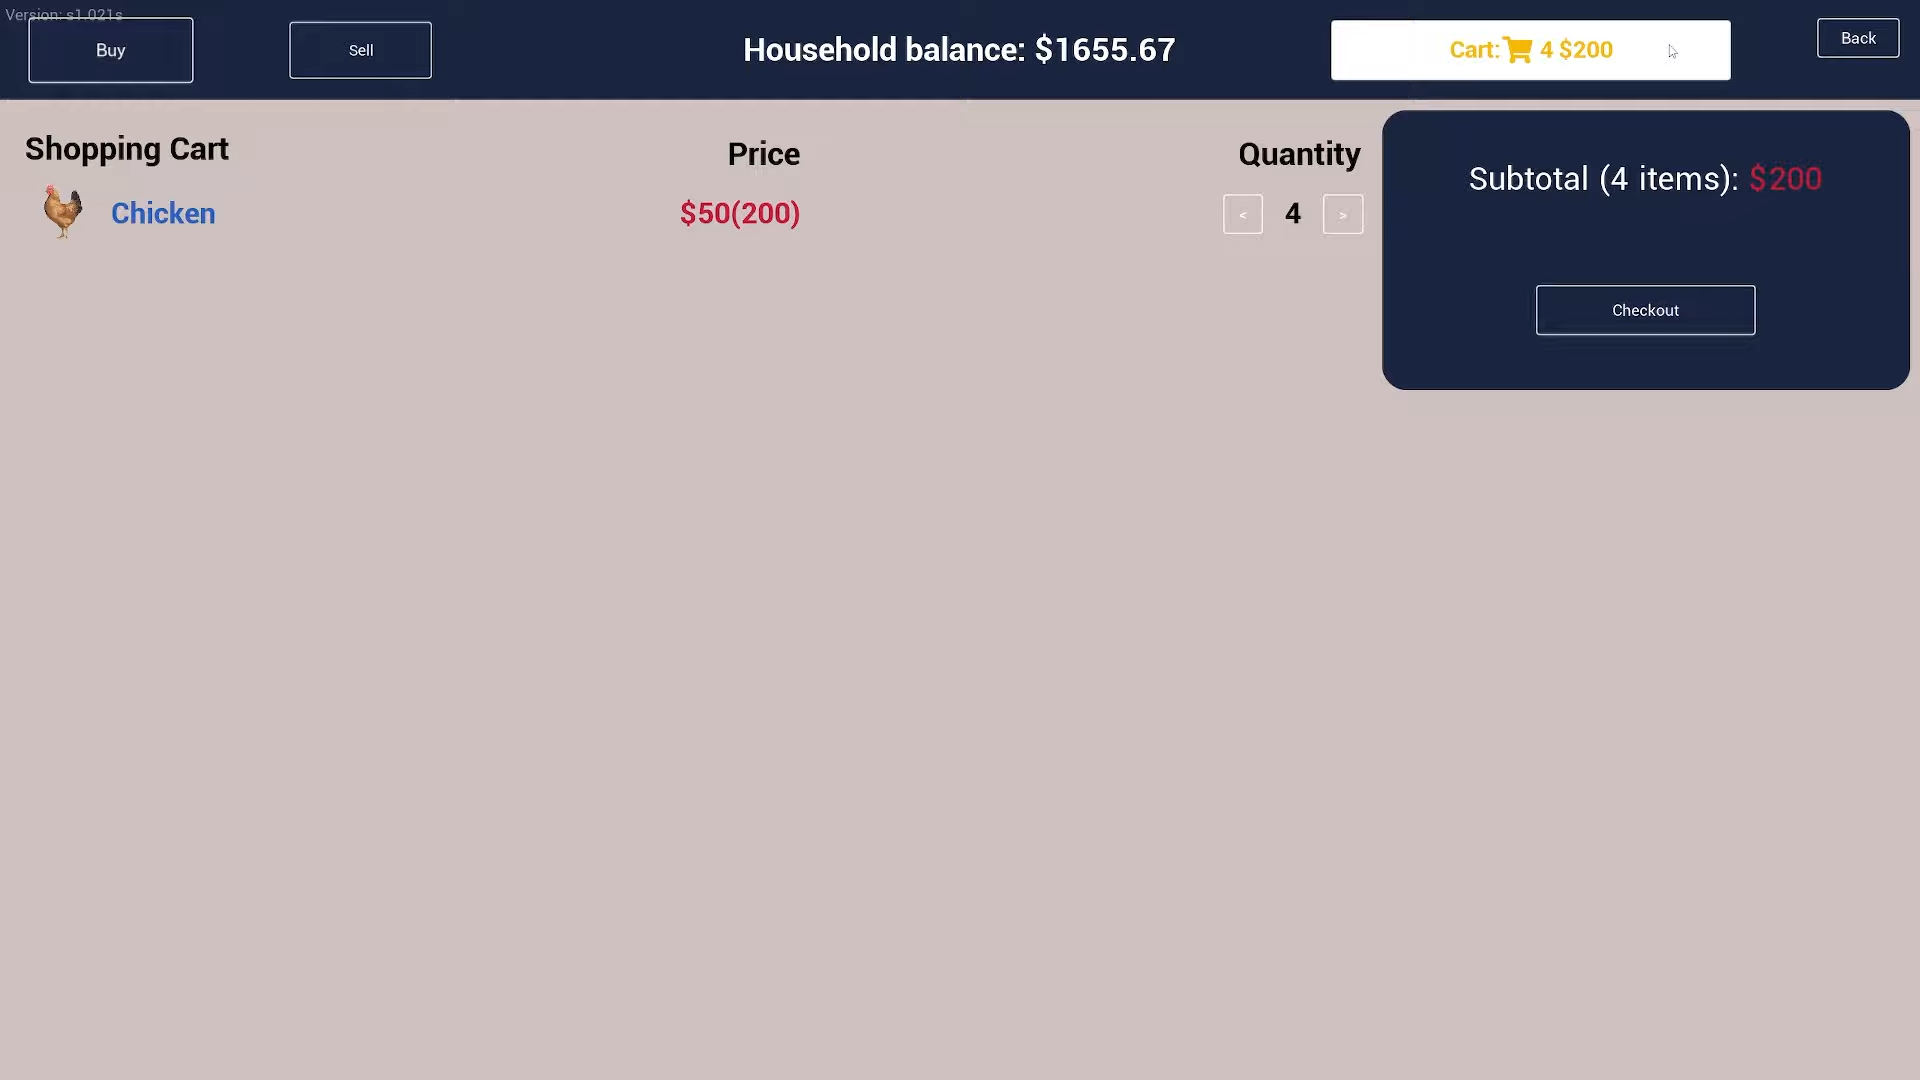 Version: s1.021s
Buy
Sell
Household balance: $1655.67
Cart: 4 $200
Back
Shopping Cart
Price
Quantity
Chicken
$50(200)
< 4 >
Subtotal (4 items): $200
Checkout